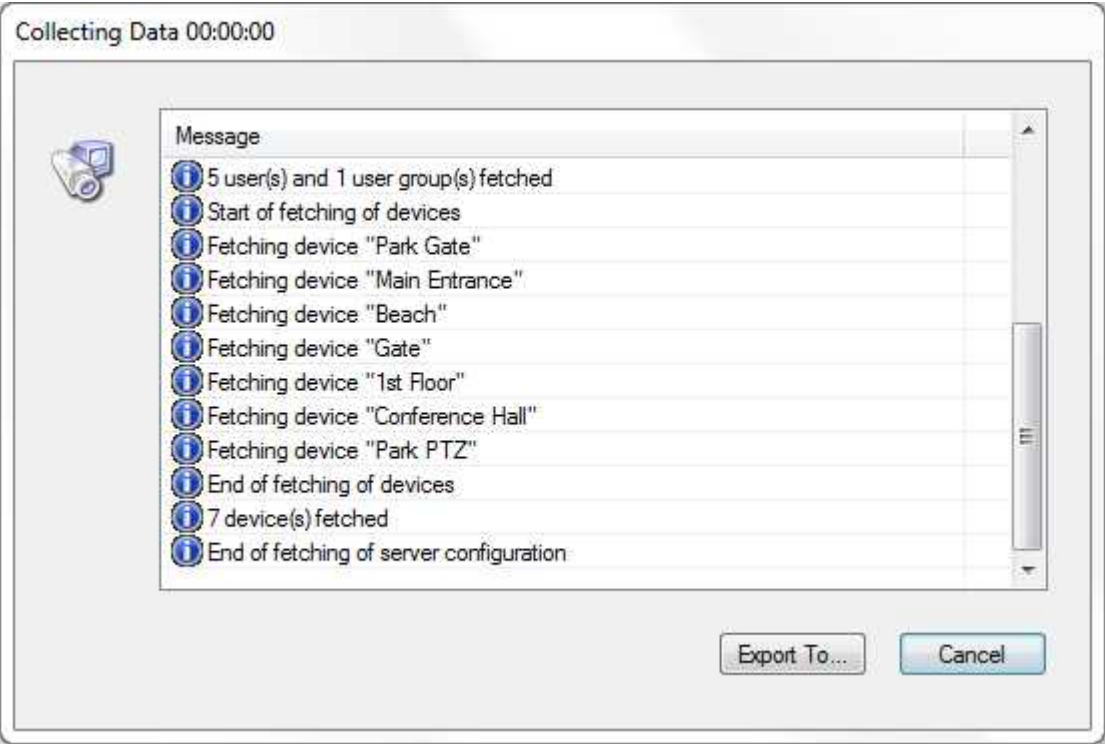 Collecting Data 00:00:00
Message
5 user(s) and 1 user group(s) fetched
Start of fetching of devices
Fetching device "Park Gate"
Fetching device "Main Entrance"
Fetching device "Beach"
Fetching device "Gate"
Fetching device "1st Floor"
Fetching device "Conference Hall"
Fetching device "Park PTZ"
End of fetching of devices
7 device(s) fetched
End of fetching of server configuration
Export To... Cancel